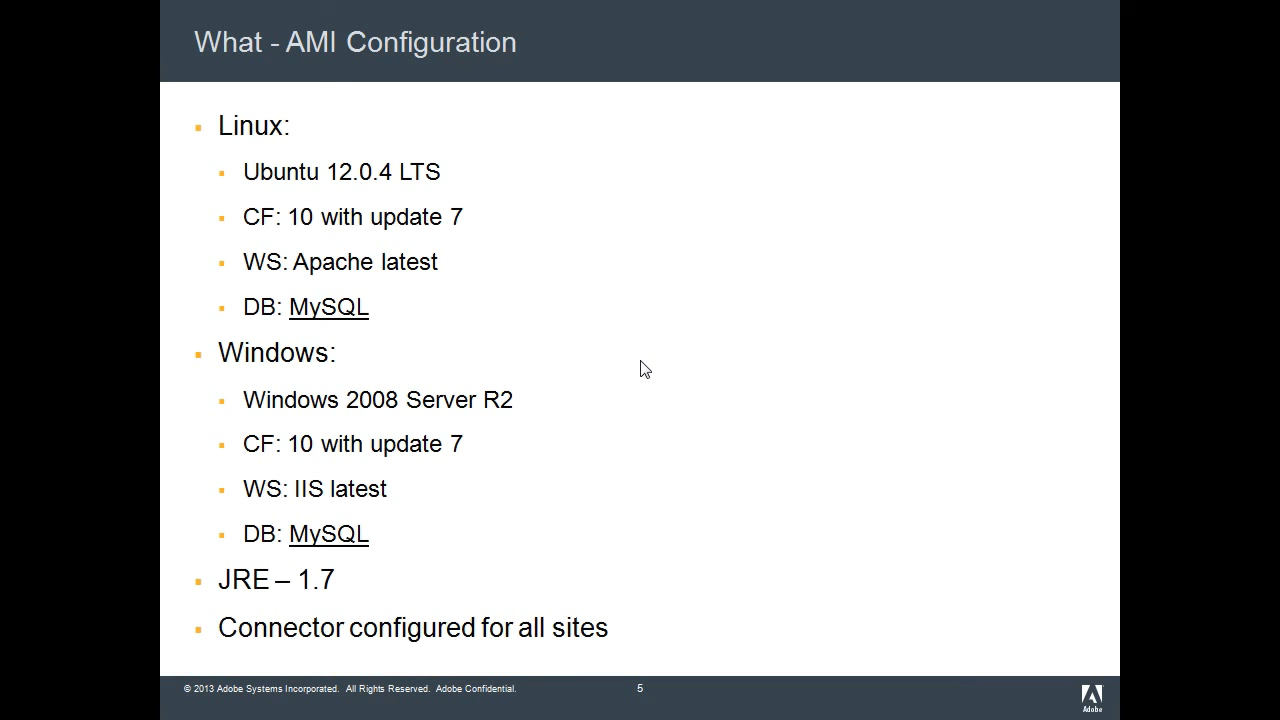 What - AMI Configuration
Linux:
Ubuntu 12.0.4 LTS
CF: 10 with update 7
WS: Apache latest
DB: MySQL
Windows:
Windows 2008 Server R2
CF: 10 with update 7
WS: IIS latest
DB: MySQL
JRE – 1.7
Connector configured for all sites
© 2013 Adobe Systems Incorporated. All Rights Reserved. Adobe Confidential.
5
Adobe